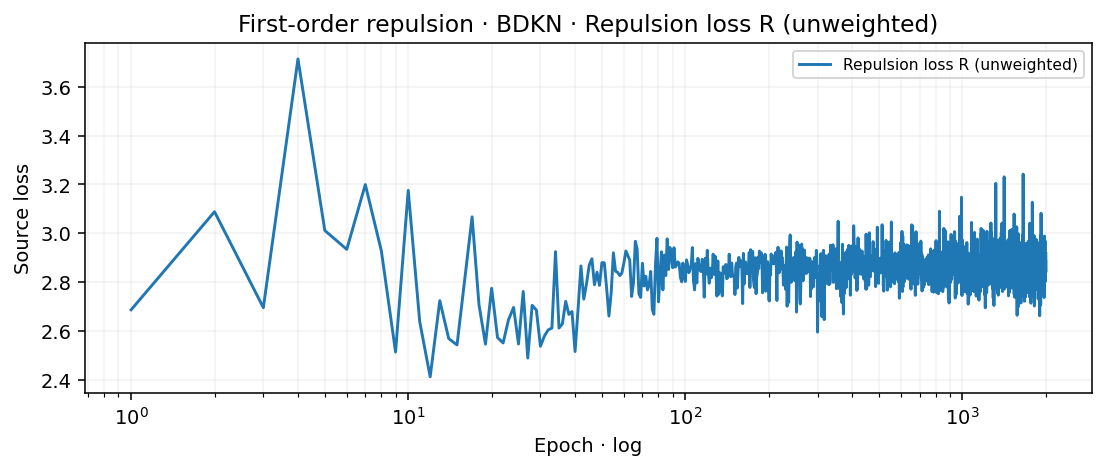 First-order repulsion · BDKN · Repulsion loss R (unweighted)
Repulsion loss R (unweighted)
Source loss
3.6
3.4
3.2
3.0
2.8
2.6
2.4
10⁰ 10¹ 10² 10³
Epoch · log